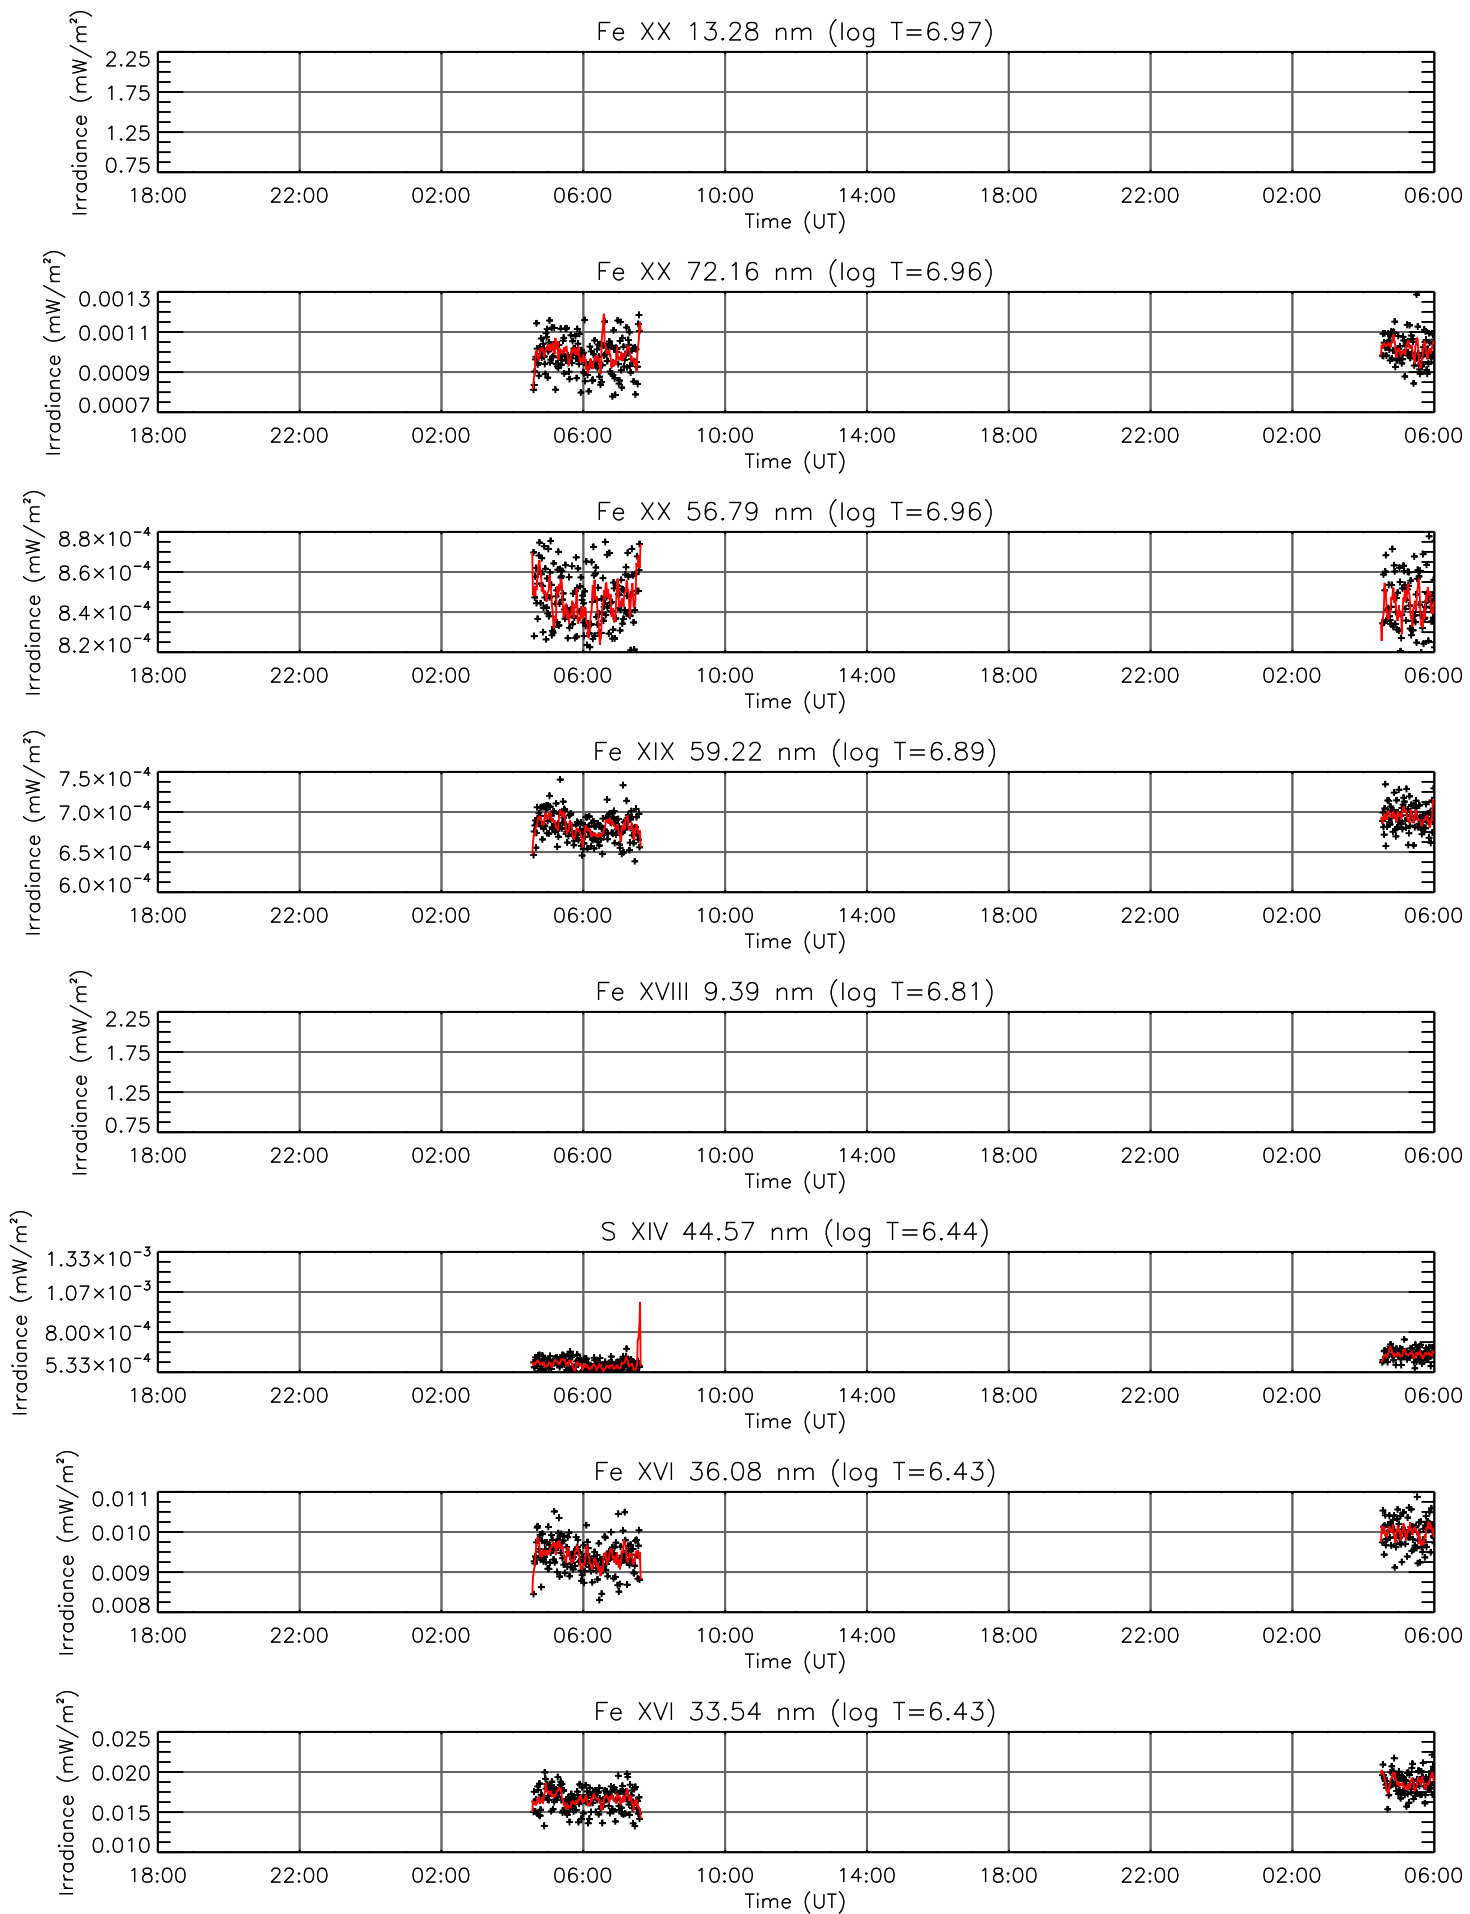 Fe XX 13.28 nm (log T=6.97)
Irradiance (mW/m²)
2.25
1.75
1.25
0.75
18:00 22:00 02:00 06:00 10:00 14:00 18:00 22:00 02:00 06:00
Time (UT)
Fe XX 72.16 nm (log T=6.96)
Irradiance (mW/m²)
0.0013
0.0011
0.0009
0.0007
18:00 22:00 02:00 06:00 10:00 14:00 18:00 22:00 02:00 06:00
Time (UT)
Fe XX 56.79 nm (log T=6.96)
Irradiance (mW/m²)
8.8×10⁻⁴
8.6×10⁻⁴
8.4×10⁻⁴
8.2×10⁻⁴
18:00 22:00 02:00 06:00 10:00 14:00 18:00 22:00 02:00 06:00
Time (UT)
Fe XIX 59.22 nm (log T=6.89)
Irradiance (mW/m²)
7.5×10⁻⁴
7.0×10⁻⁴
6.5×10⁻⁴
6.0×10⁻⁴
18:00 22:00 02:00 06:00 10:00 14:00 18:00 22:00 02:00 06:00
Time (UT)
Fe XVIII 9.39 nm (log T=6.81)
Irradiance (mW/m²)
2.25
1.75
1.25
0.75
18:00 22:00 02:00 06:00 10:00 14:00 18:00 22:00 02:00 06:00
Time (UT)
S XIV 44.57 nm (log T=6.44)
Irradiance (mW/m²)
1.33×10⁻³
1.07×10⁻³
8.00×10⁻⁴
5.33×10⁻⁴
18:00 22:00 02:00 06:00 10:00 14:00 18:00 22:00 02:00 06:00
Time (UT)
Fe XVI 36.08 nm (log T=6.43)
Irradiance (mW/m²)
0.011
0.010
0.009
0.008
18:00 22:00 02:00 06:00 10:00 14:00 18:00 22:00 02:00 06:00
Time (UT)
Fe XVI 33.54 nm (log T=6.43)
Irradiance (mW/m²)
0.025
0.020
0.015
0.010
18:00 22:00 02:00 06:00 10:00 14:00 18:00 22:00 02:00 06:00
Time (UT)